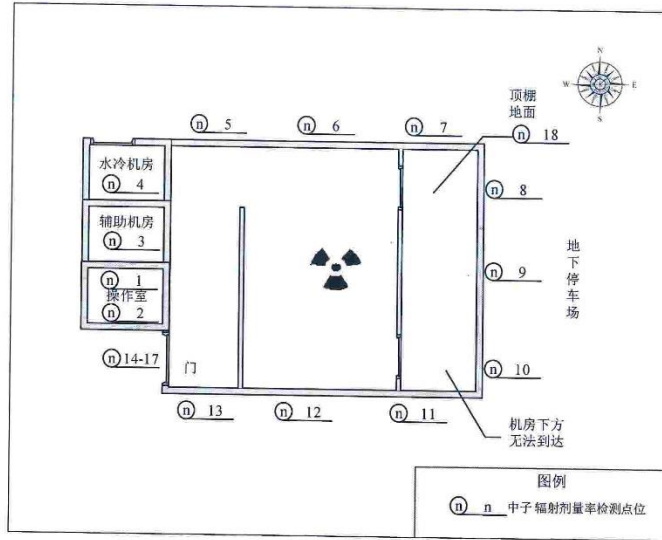 N
W
E
S
顶棚
地面
n 5
n 6
n 7
n 18
水冷机房
n 4
n 8
辅助机房
n 3
n 9
地下停车场
n 1
操作室
n 2
n 14-17
门
n 10
n 13
n 12
n 11
机房下方
无法到达
图例
n n 中子辐射剂量率检测点位